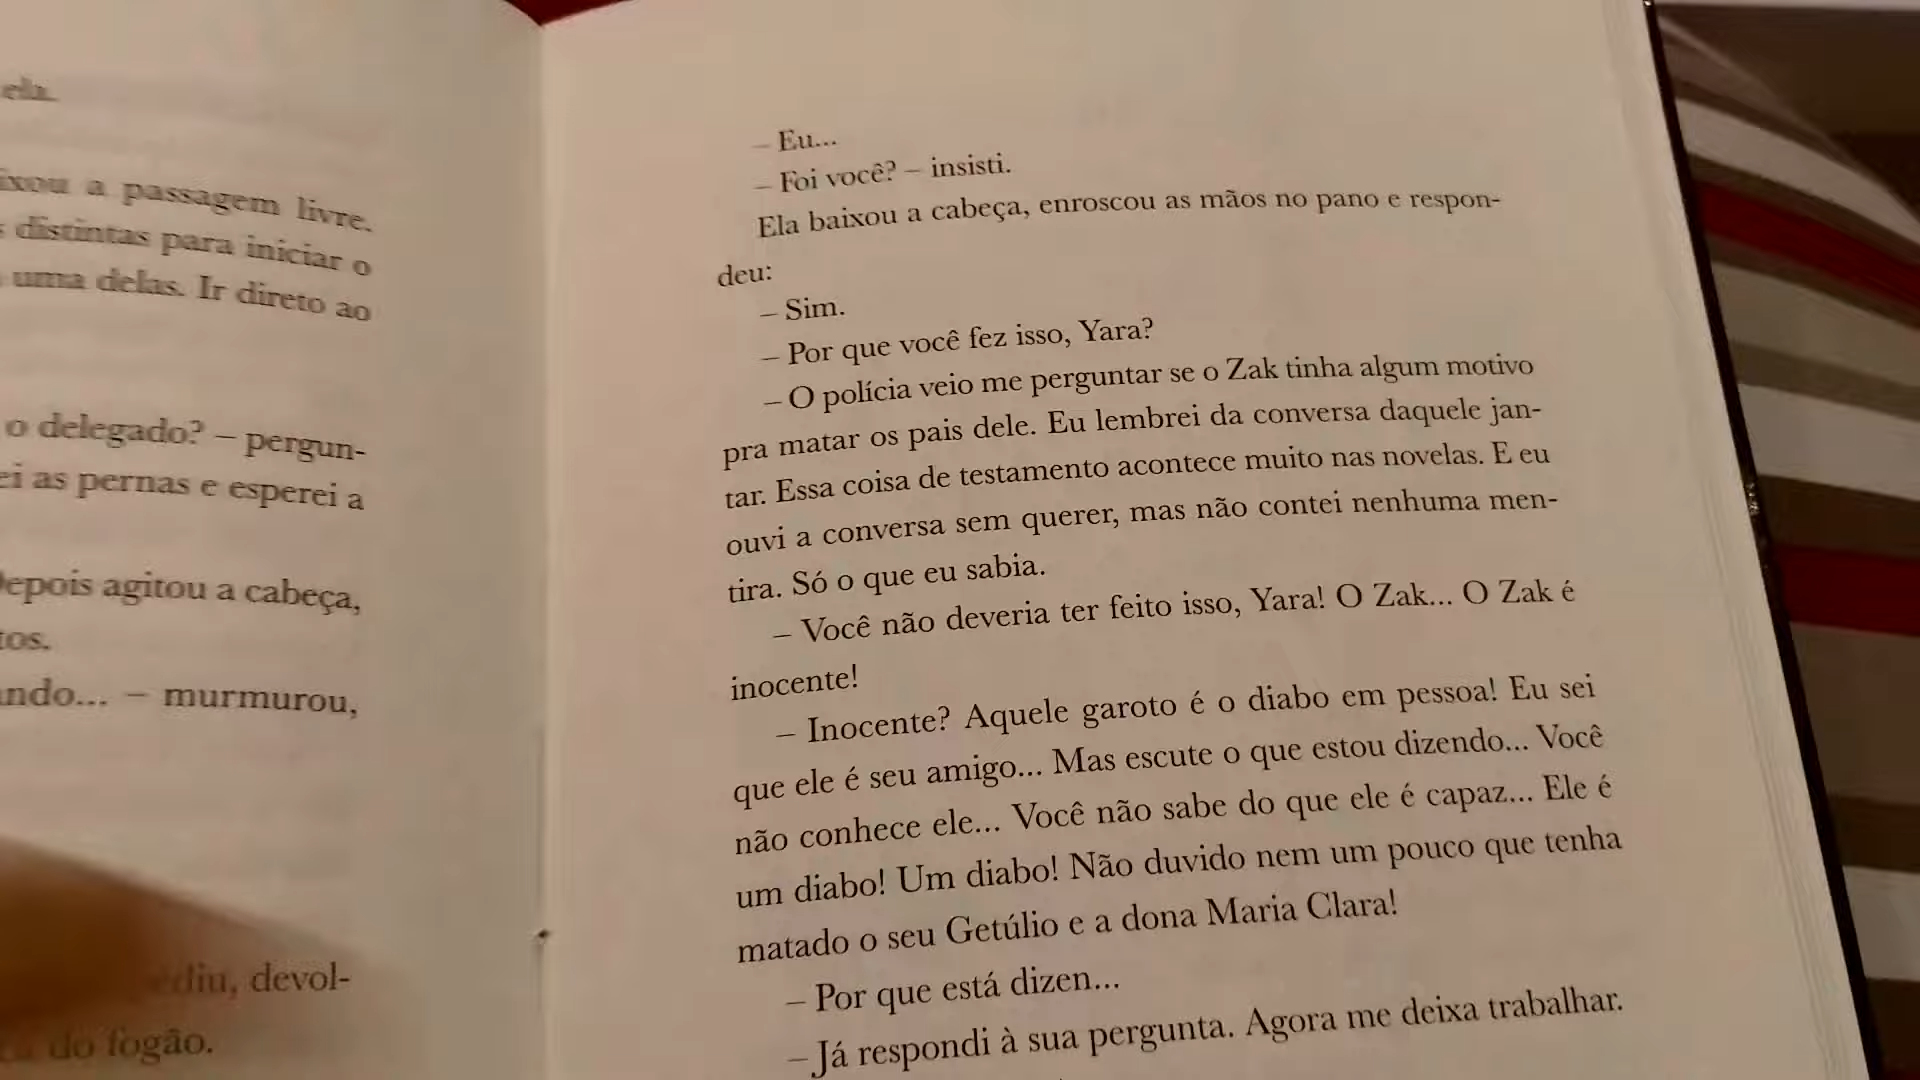 ela.
a passagem livre.
distintas para iniciar o
uma delas. Ir direto ao
o delegado? – pergun-
as pernas e esperei a
agitou a cabeça,
– murmurou,
devol-
do fogão.
– Eu...
– Foi você? – insisti.
Ela baixou a cabeça, enroscou as mãos no pano e respon-
deu:
– Sim.
– Por que você fez isso, Yara?
– O polícia veio me perguntar se o Zak tinha algum motivo
pra matar os pais dele. Eu lembrei da conversa daquele jan-
tar. Essa coisa de testamento acontece muito nas novelas. E eu
ouvi a conversa sem querer, mas não contei nenhuma men-
tira. Só o que eu sabia.
– Você não deveria ter feito isso, Yara! O Zak... O Zak é
inocente!
– Inocente? Aquele garoto é o diabo em pessoa! Eu sei
que ele é seu amigo... Mas escute o que estou dizendo... Você
não conhece ele... Você não sabe do que ele é capaz... Ele é
um diabo! Um diabo! Não duvido nem um pouco que tenha
matado o seu Getúlio e a dona Maria Clara!
– Por que está dizen...
– Já respondi à sua pergunta. Agora me deixa trabalhar.